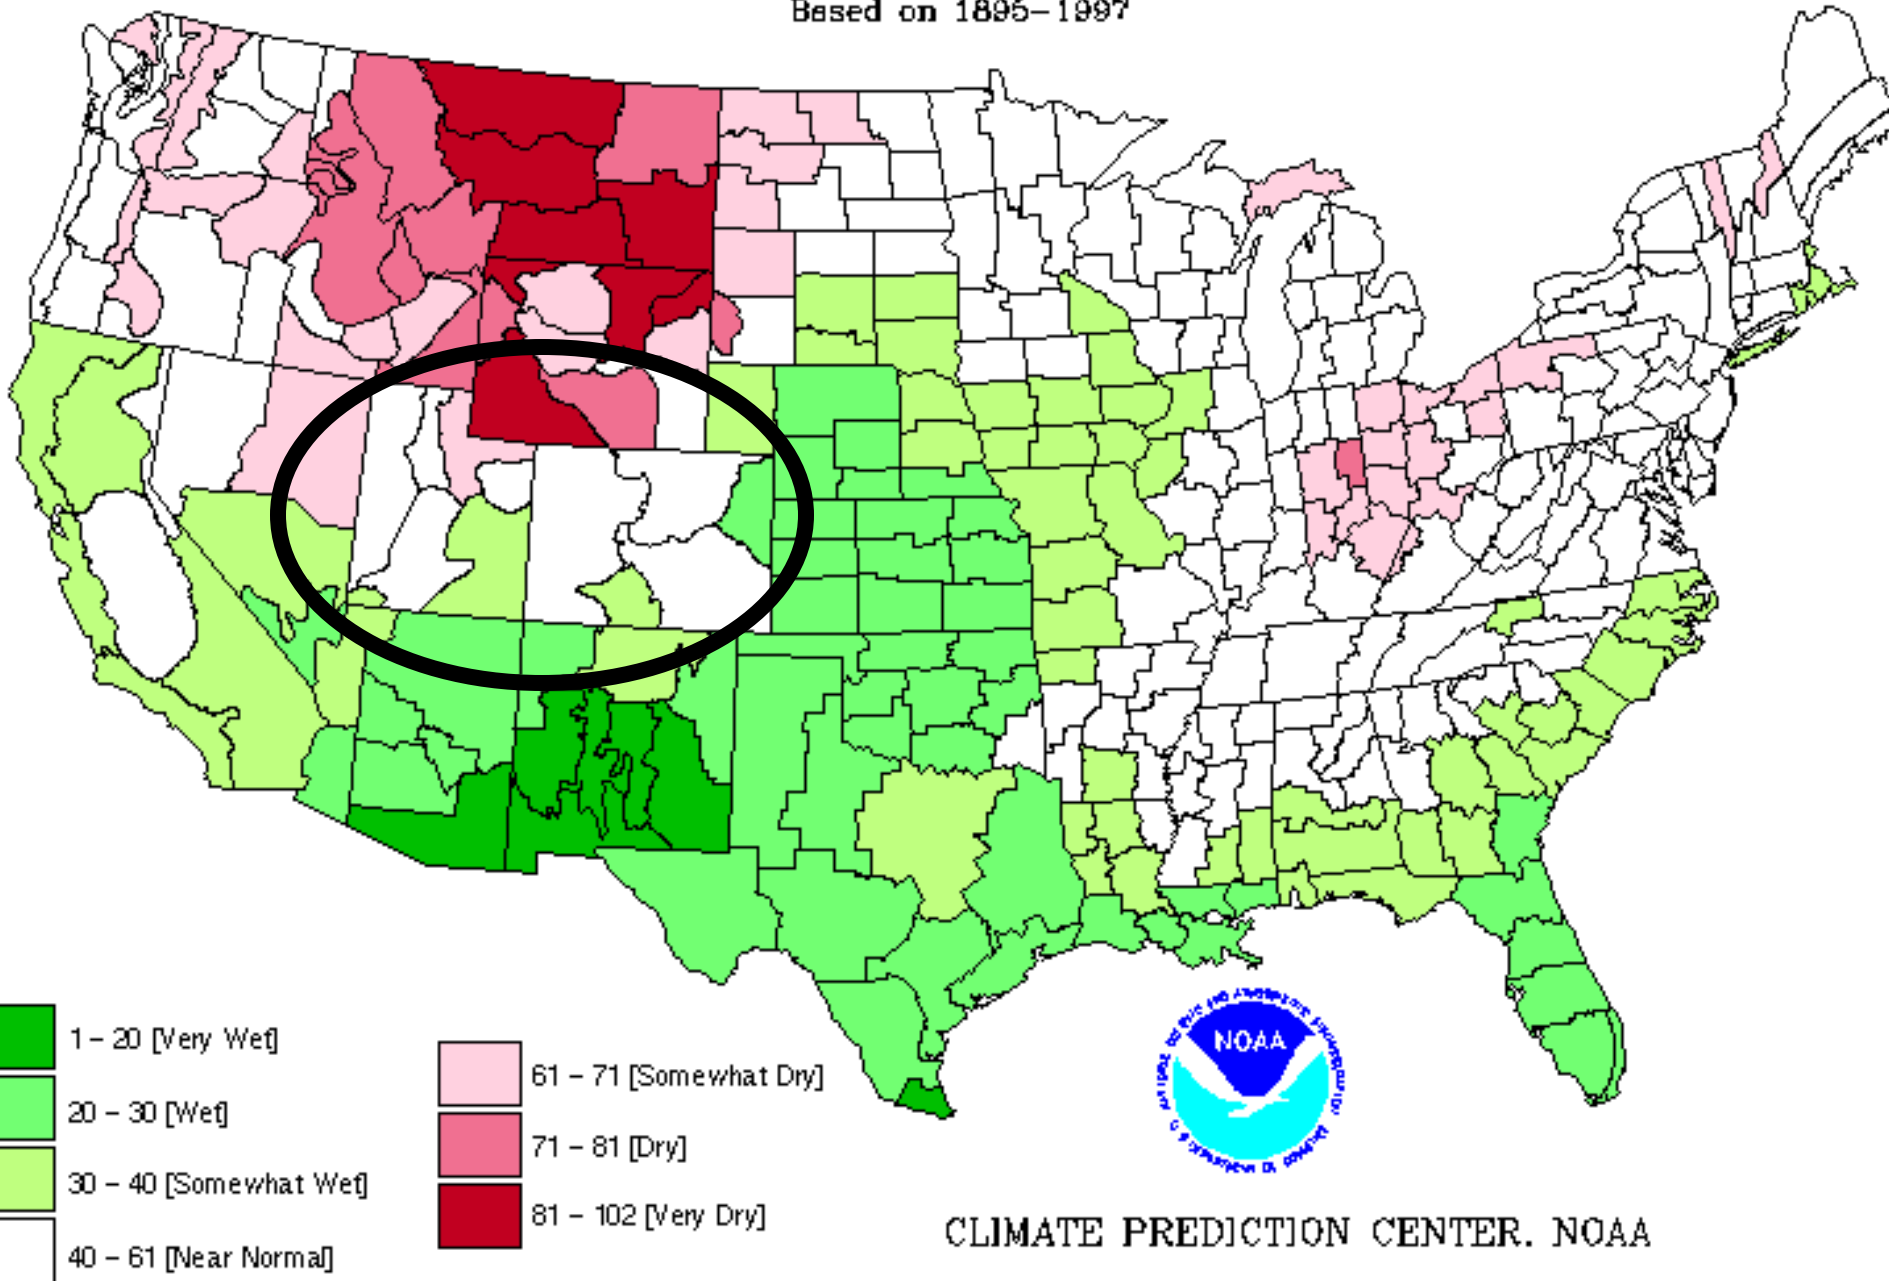 Based on 1895-1997
1 - 20 [Very Wet]
20 - 30 [Wet]
30 - 40 [Somewhat Wet]
40 - 61 [Near Normal]
61 - 71 [Somewhat Dry]
71 - 81 [Dry]
81 - 102 [Very Dry]
NOAA
CLIMATE PREDICTION CENTER. NOAA